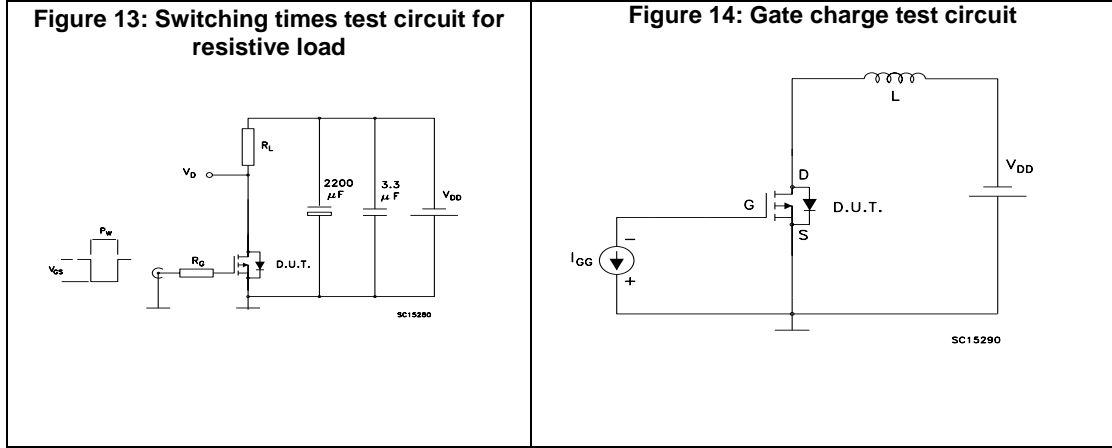 Figure 13: Switching times test circuit for
resistive load
R_L
V_D
2200
μF
3.3
μF
V_DD
P_W
V_GS
R_G
D.U.T.
SC15280
Figure 14: Gate charge test circuit
L
V_DD
D
G
D.U.T.
S
I_GG
−
+
SC15290